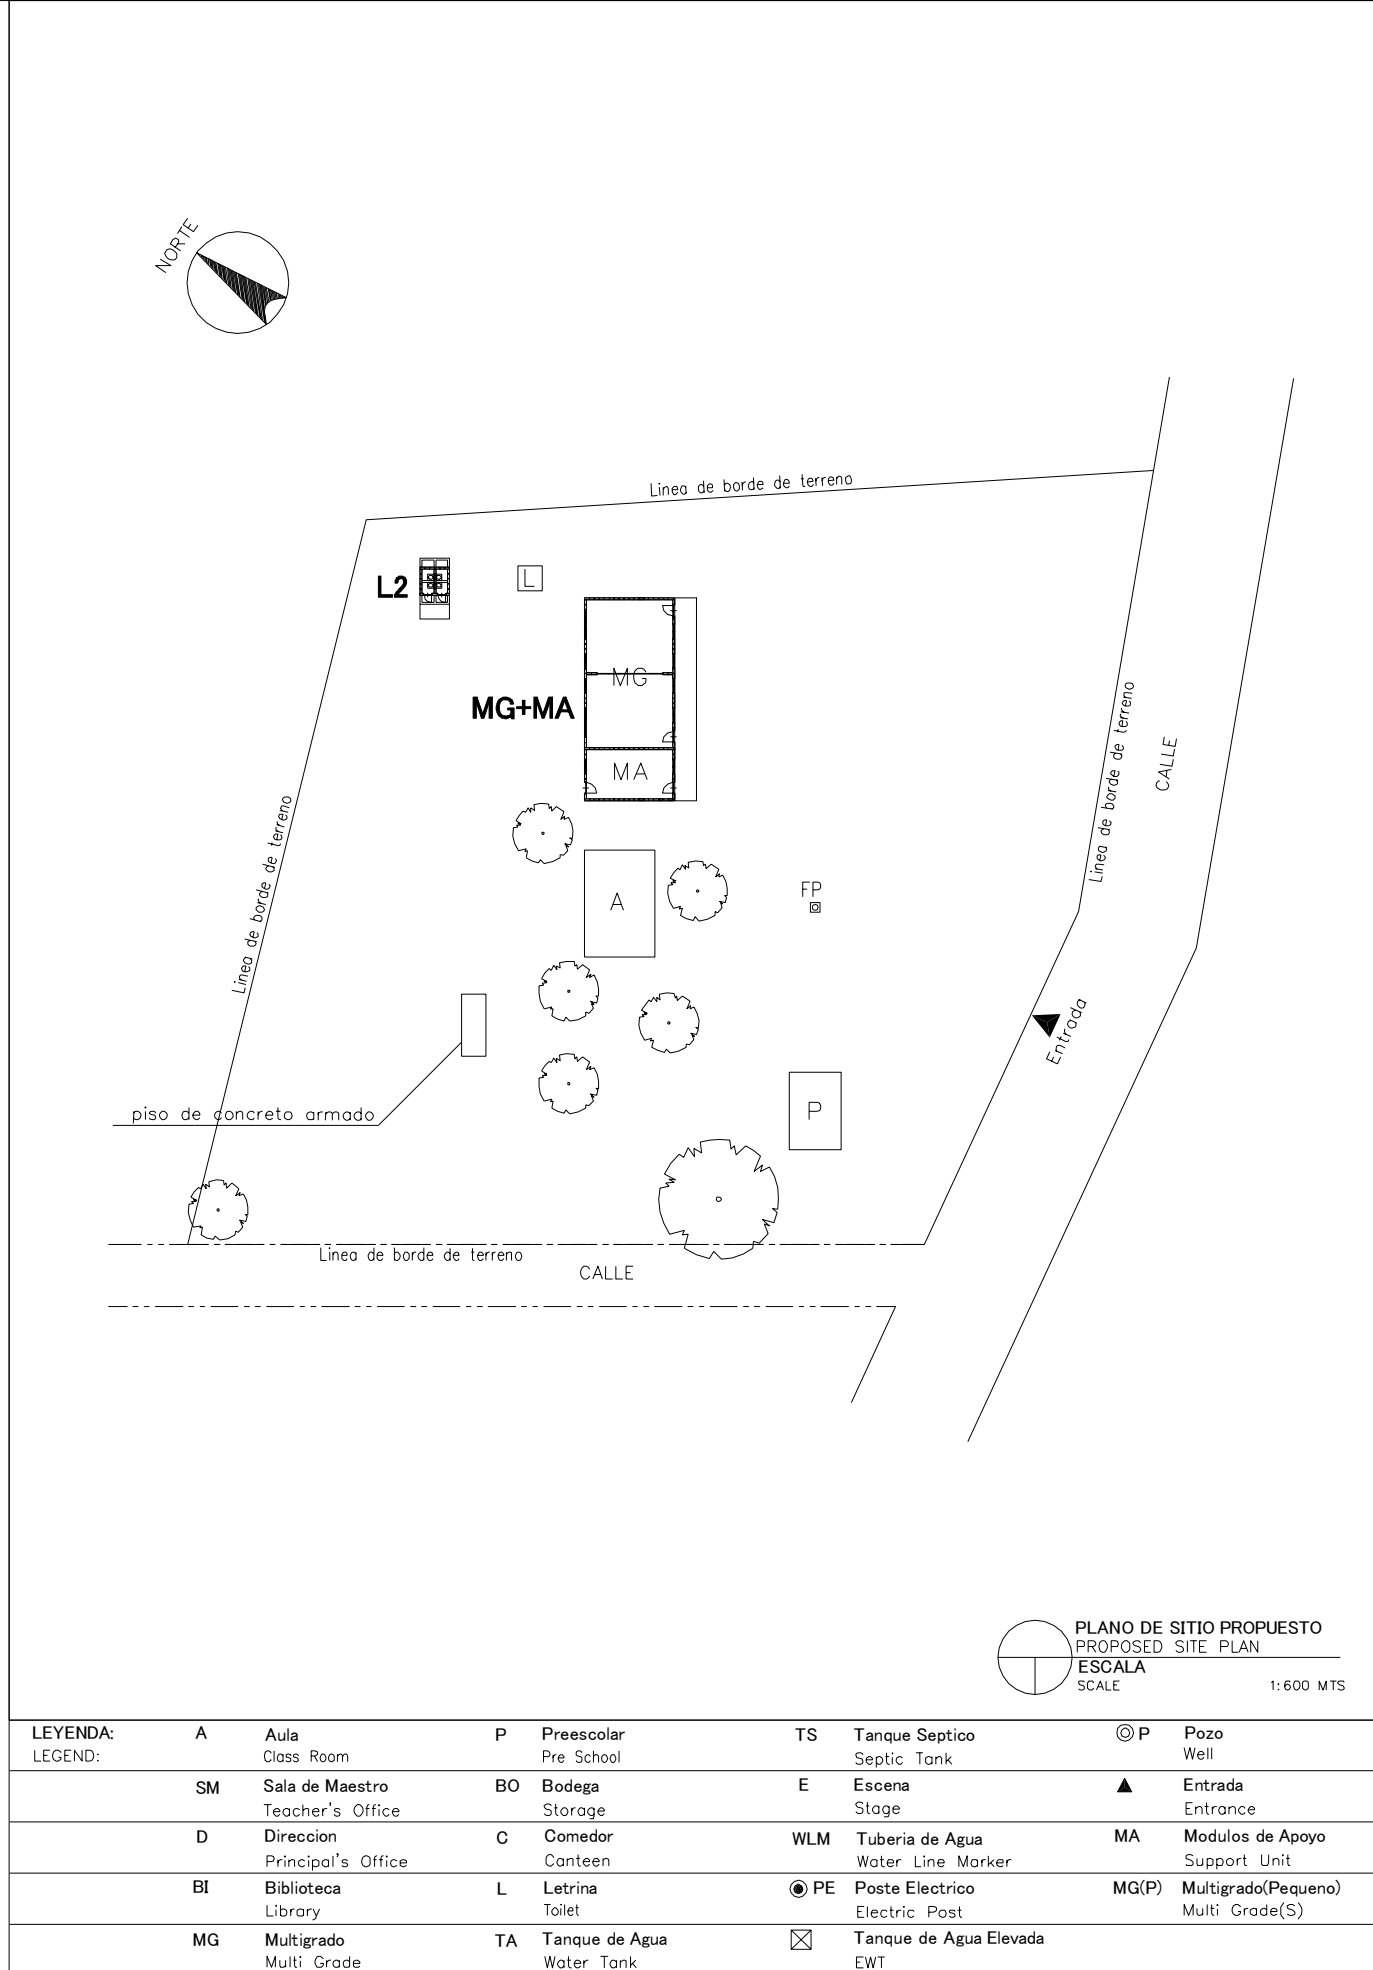 NORTE
Linea de borde de terreno
L2
L
MG
MG+MA
MA
Linea de borde de terreno
CALLE
Linea de borde de terreno
A
FP
Entrada
P
piso de concreto armado
Linea de borde de terreno
CALLE
PLANO DE SITIO PROPUESTO
PROPOSED SITE PLAN
ESCALA
SCALE 1:600 MTS
LEYENDA: A Aula P Preescolar TS Tanque Septico P Pozo
LEGEND: Class Room Pre School Septic Tank Well
SM Sala de Maestro BO Bodega E Escena Entrada
Teacher's Office Storage Stage Entrance
D Direccion C Comedor WLM Tuberia de Agua MA Modulos de Apoyo
Principal's Office Canteen Water Line Marker Support Unit
BI Biblioteca L Letrina PE Poste Electrico MG(P) Multigrado(Pequeno)
Library Toilet Electric Post Multi Grade(S)
MG Multigrado TA Tanque de Agua Tanque de Agua Elevada
Multi Grade Water Tank EWT